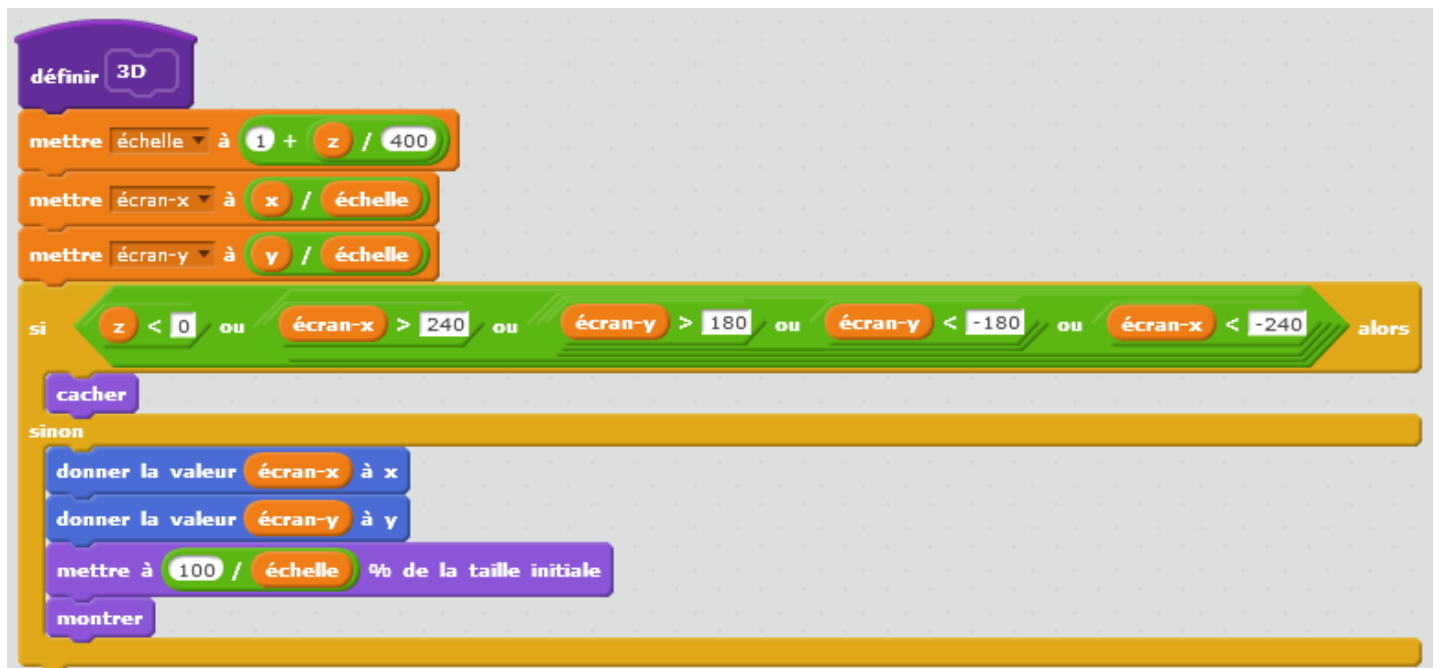 définir 3D
mettre échelle à 1 + z / 400
mettre écran-x à x / échelle
mettre écran-y à y / échelle
si z < 0 ou écran-x > 240 ou écran-y > 180 ou écran-y < -180 ou écran-x < -240 alors
cacher
sinon
donner la valeur écran-x à x
donner la valeur écran-y à y
mettre à 100 / échelle % de la taille initiale
montrer